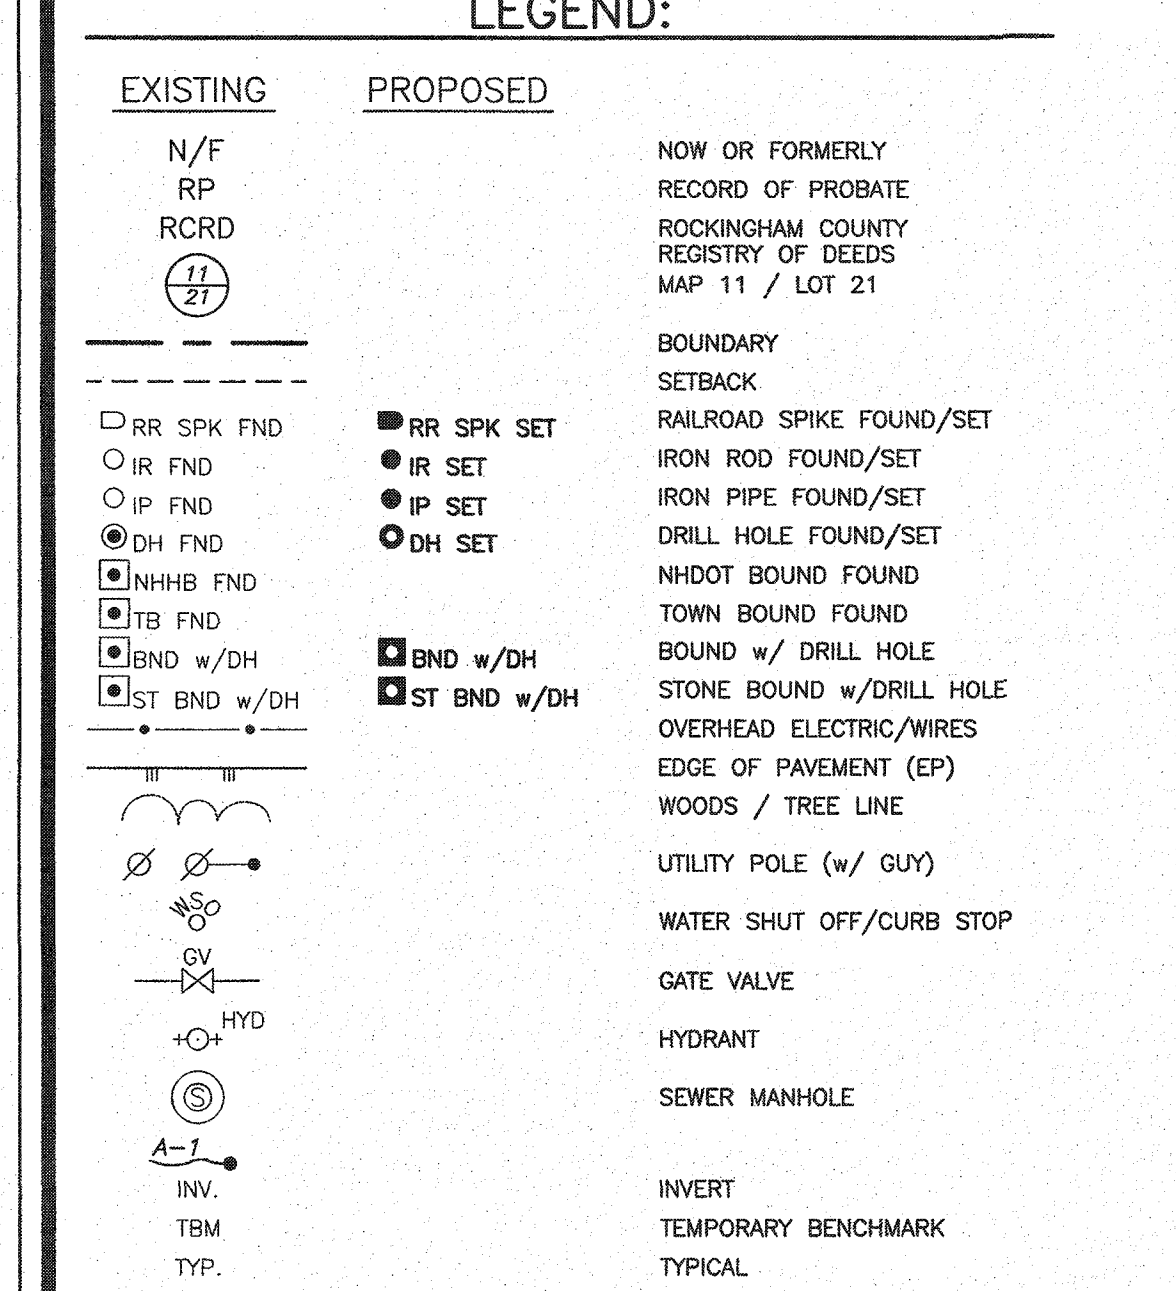 LEGEND:
EXISTING PROPOSED
N/F NOW OR FORMERLY
RP RECORD OF PROBATE
RCRD ROCKINGHAM COUNTY
REGISTRY OF DEEDS
11
21 MAP 11 / LOT 21
BOUNDARY
SETBACK
RR SPK FND RR SPK SET RAILROAD SPIKE FOUND/SET
IR FND IR SET IRON ROD FOUND/SET
IP FND IP SET IRON PIPE FOUND/SET
DH FND DH SET DRILL HOLE FOUND/SET
NHHB FND NHDOT BOUND FOUND
TB FND TOWN BOUND FOUND
BND w/DH BND w/DH BOUND w/ DRILL HOLE
ST BND w/DH ST BND w/DH STONE BOUND w/DRILL HOLE
OVERHEAD ELECTRIC/WIRES
EDGE OF PAVEMENT (EP)
WOODS / TREE LINE
UTILITY POLE (w/ GUY)
WSO WATER SHUT OFF/CURB STOP
GV GATE VALVE
HYD HYDRANT
S SEWER MANHOLE
A-1
INV. INVERT
TBM TEMPORARY BENCHMARK
TYP. TYPICAL